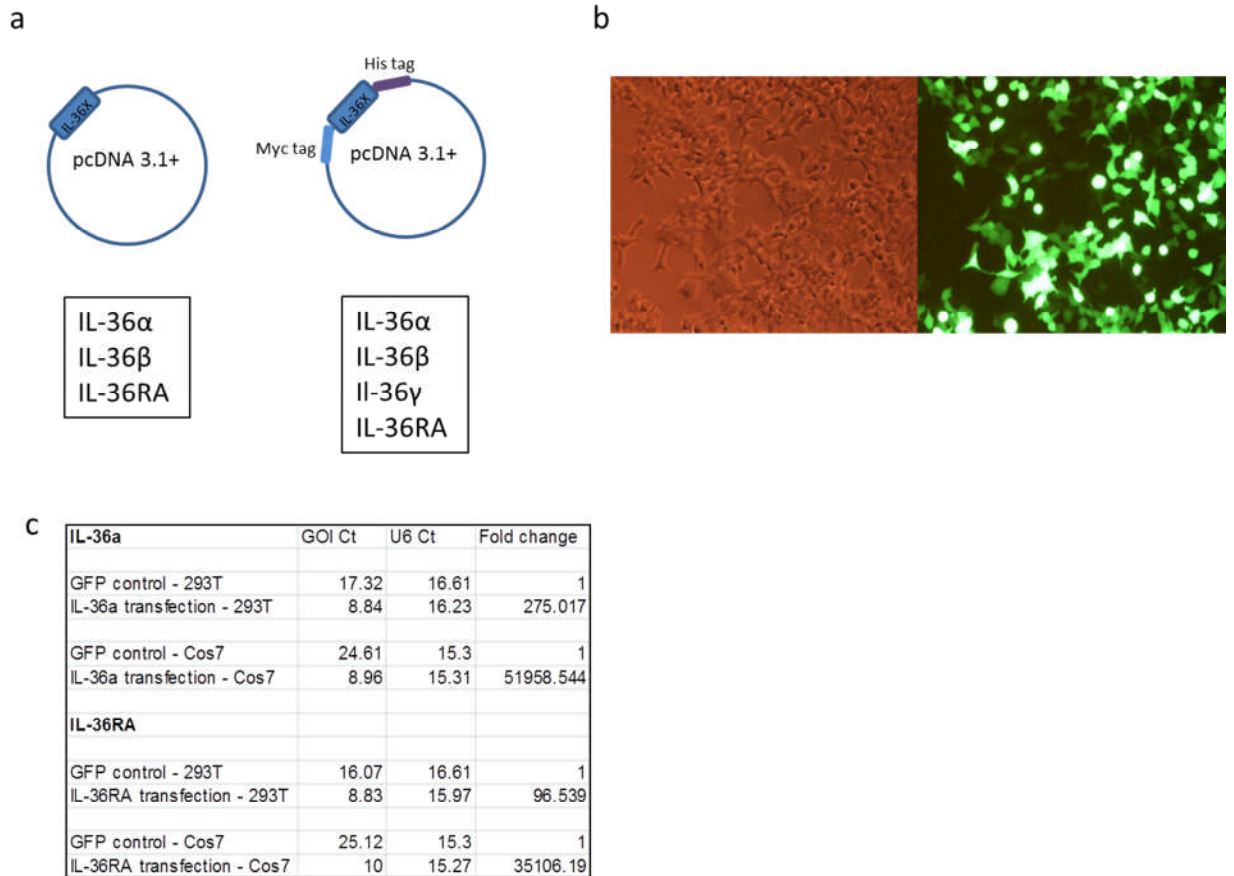 a
b
His tag
IL-36X
IL-36X
Myc tag
pcDNA 3.1+
pcDNA 3.1+
IL-36α
IL-36β
IL-36RA
IL-36α
IL-36β
Il-36γ
IL-36RA
c
IL-36a GOI Ct U6 Ct Fold change
GFP control - 293T 17.32 16.61 1
IL-36a transfection - 293T 8.84 16.23 275.017
GFP control - Cos7 24.61 15.3 1
IL-36a transfection - Cos7 8.96 15.31 51958.544
IL-36RA
GFP control - 293T 16.07 16.61 1
IL-36RA transfection - 293T 8.83 15.97 96.539
GFP control - Cos7 25.12 15.3 1
IL-36RA transfection - Cos7 10 15.27 35106.19